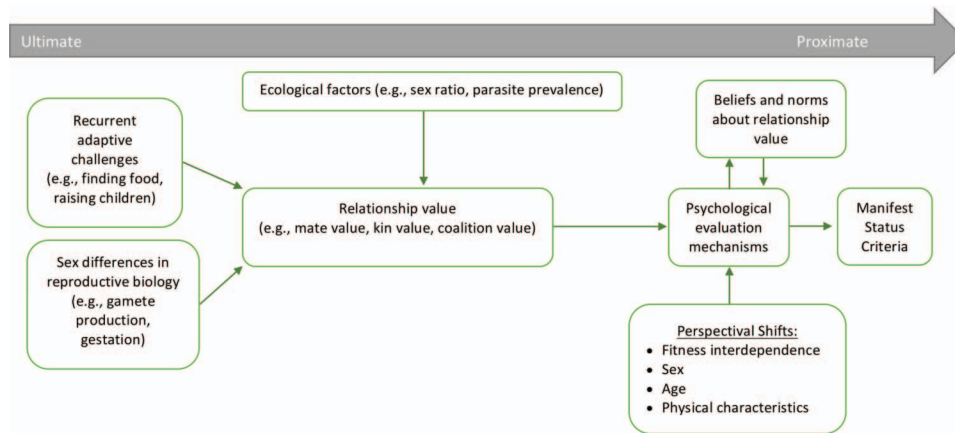 Ultimate
Proximate
Ecological factors (e.g., sex ratio, parasite prevalence)
Beliefs and norms
about relationship
value
Recurrent
adaptive
challenges
(e.g., finding food,
raising children)
Relationship value
(e.g., mate value, kin value, coalition value)
Psychological
evaluation
mechanisms
Manifest
Status
Criteria
Sex differences in
reproductive biology
(e.g., gamete
production,
gestation)
Perspectival Shifts:
• Fitness interdependence
• Sex
• Age
• Physical characteristics